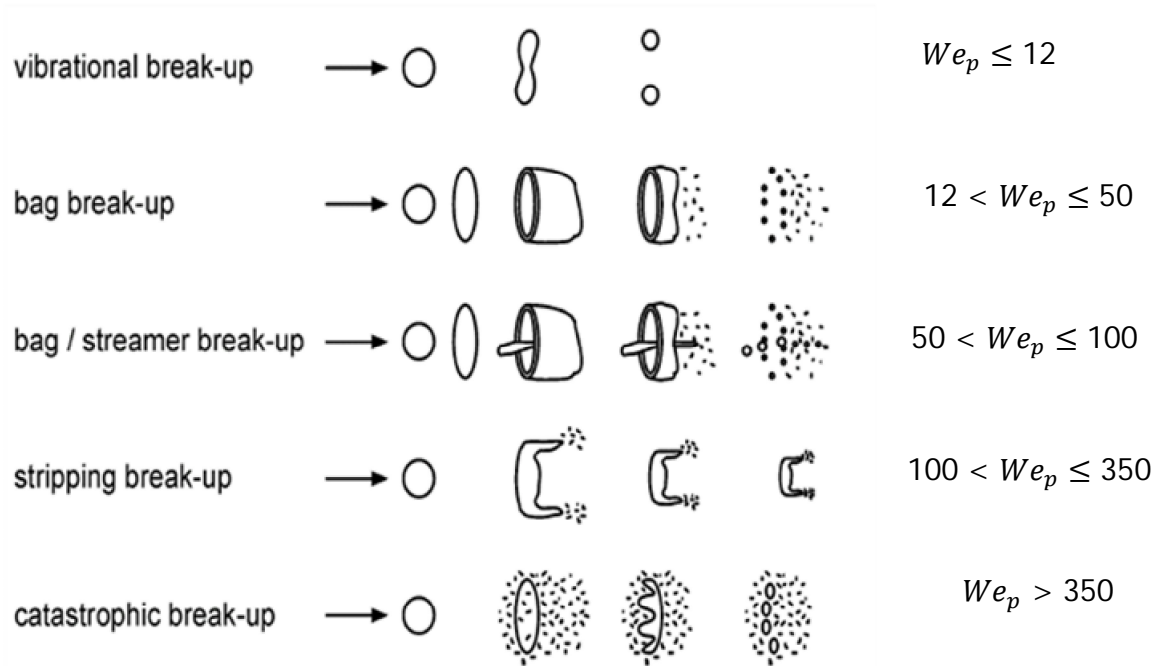 vibrational break-up We_p ≤ 12
bag break-up 12 < We_p ≤ 50
bag / streamer break-up 50 < We_p ≤ 100
stripping break-up 100 < We_p ≤ 350
catastrophic break-up We_p > 350